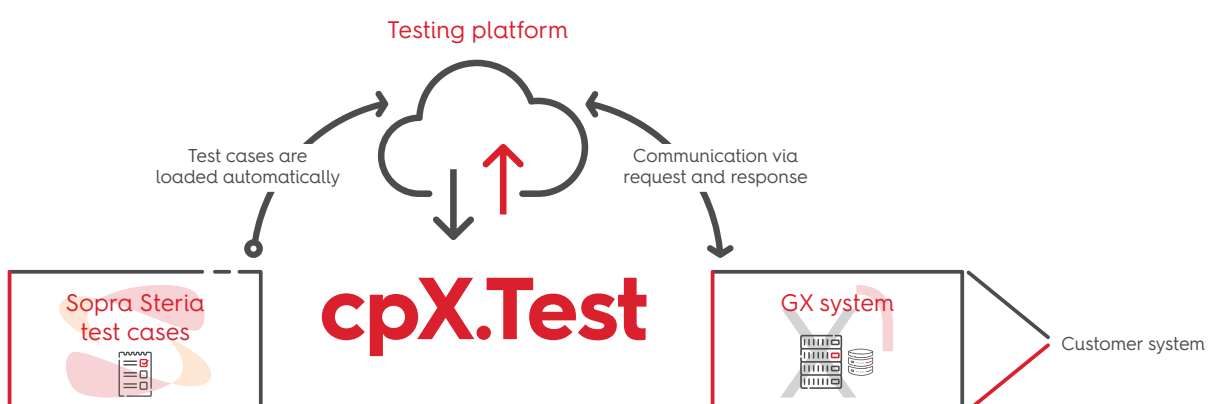 Testing platform
Test cases are
loaded automatically
Communication via
request and response
cpX.Test
Sopra Steria
test cases
GX system
Customer system